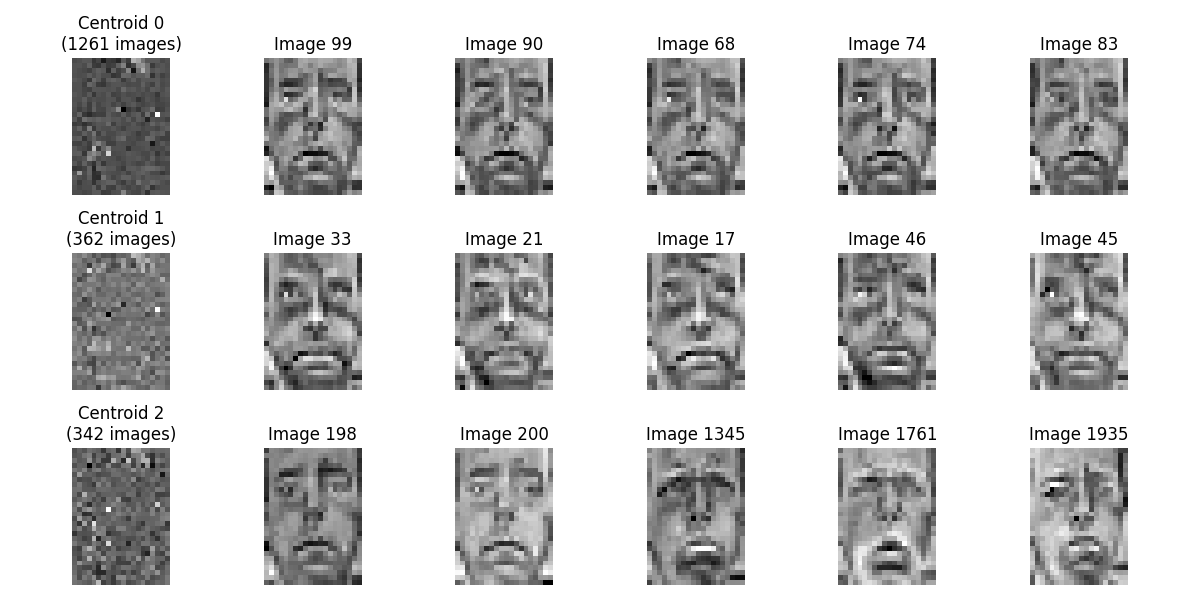 Centroid 0
(1261 images)
Image 99
Image 90
Image 68
Image 74
Image 83
Centroid 1
(362 images)
Image 33
Image 21
Image 17
Image 46
Image 45
Centroid 2
(342 images)
Image 198
Image 200
Image 1345
Image 1761
Image 1935